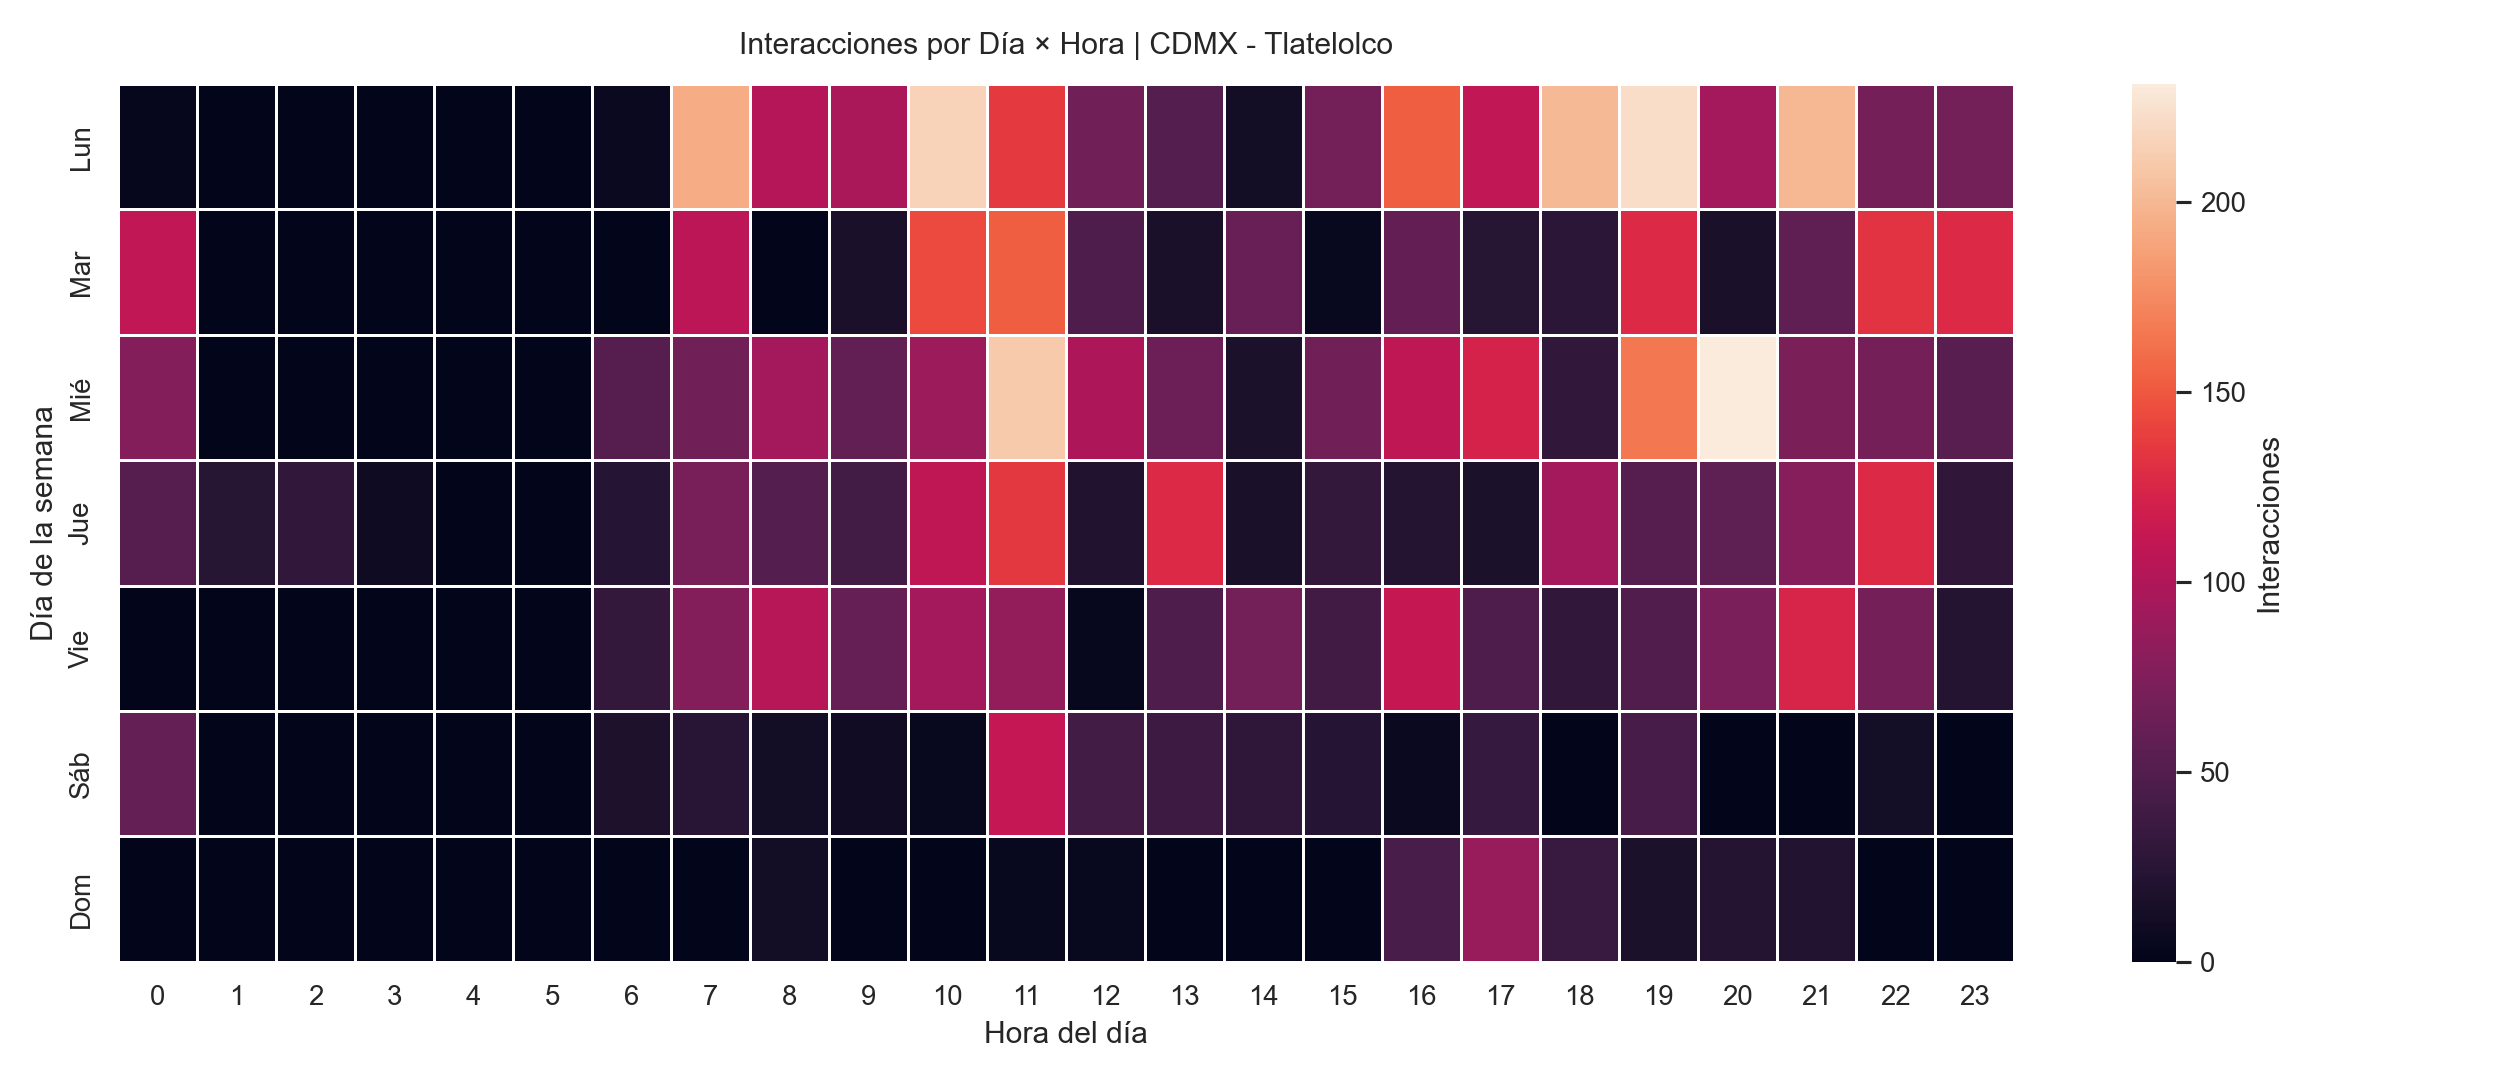 Interacciones por Día × Hora | CDMX - Tlatelolco
Día de la semana
Lun
Mar
Mié
Jue
Vie
Sáb
Dom
0 1 2 3 4 5 6 7 8 9 10 11 12 13 14 15 16 17 18 19 20 21 22 23
Hora del día
200
150
100
50
0
Interacciones